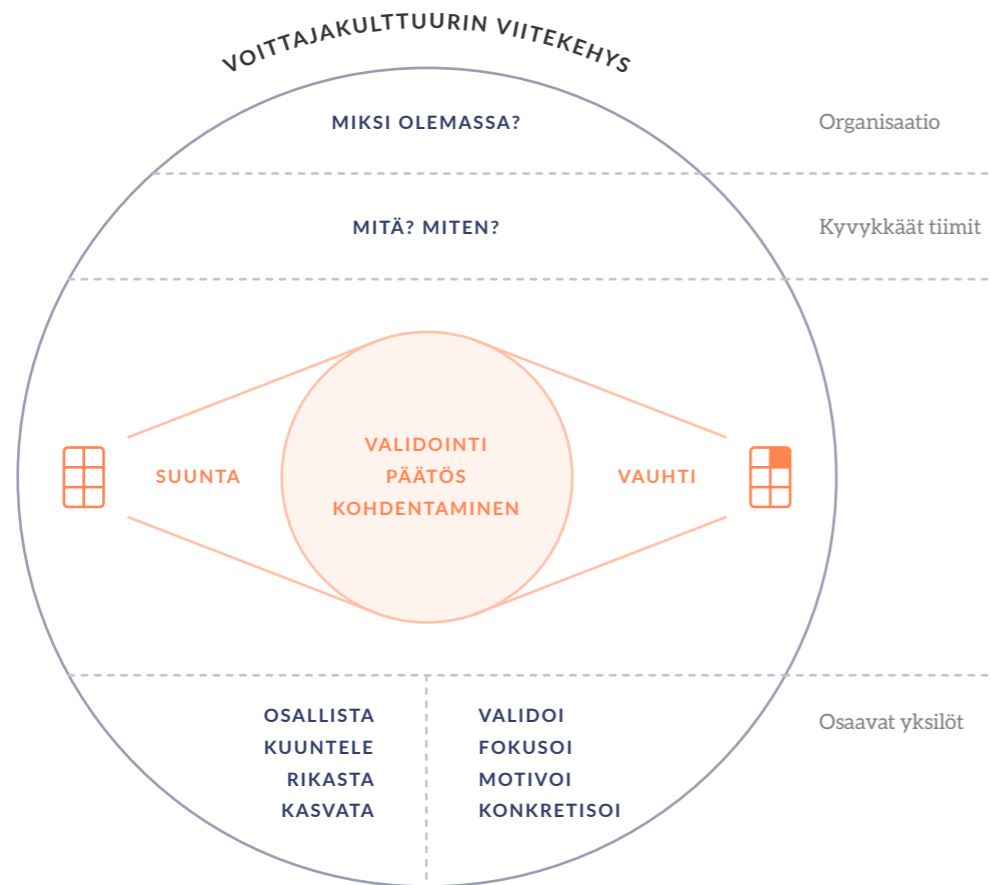 VOITTAJAKULTTUURIN VIITEKEHYS
MIKSI OLEMASSA?
Organisaatio
MITÄ? MITEN?
Kyvykkäät tiimit
SUUNTA
VALIDOINTI
PÄÄTÖS
KOHDENTAMINEN
VAUHTI
OSALLISTA
KUUNTELE
RIKASTA
KASVATA
VALIDOI
FOKUSOI
MOTIVOI
KONKRETISOI
Osaavat yksilöt